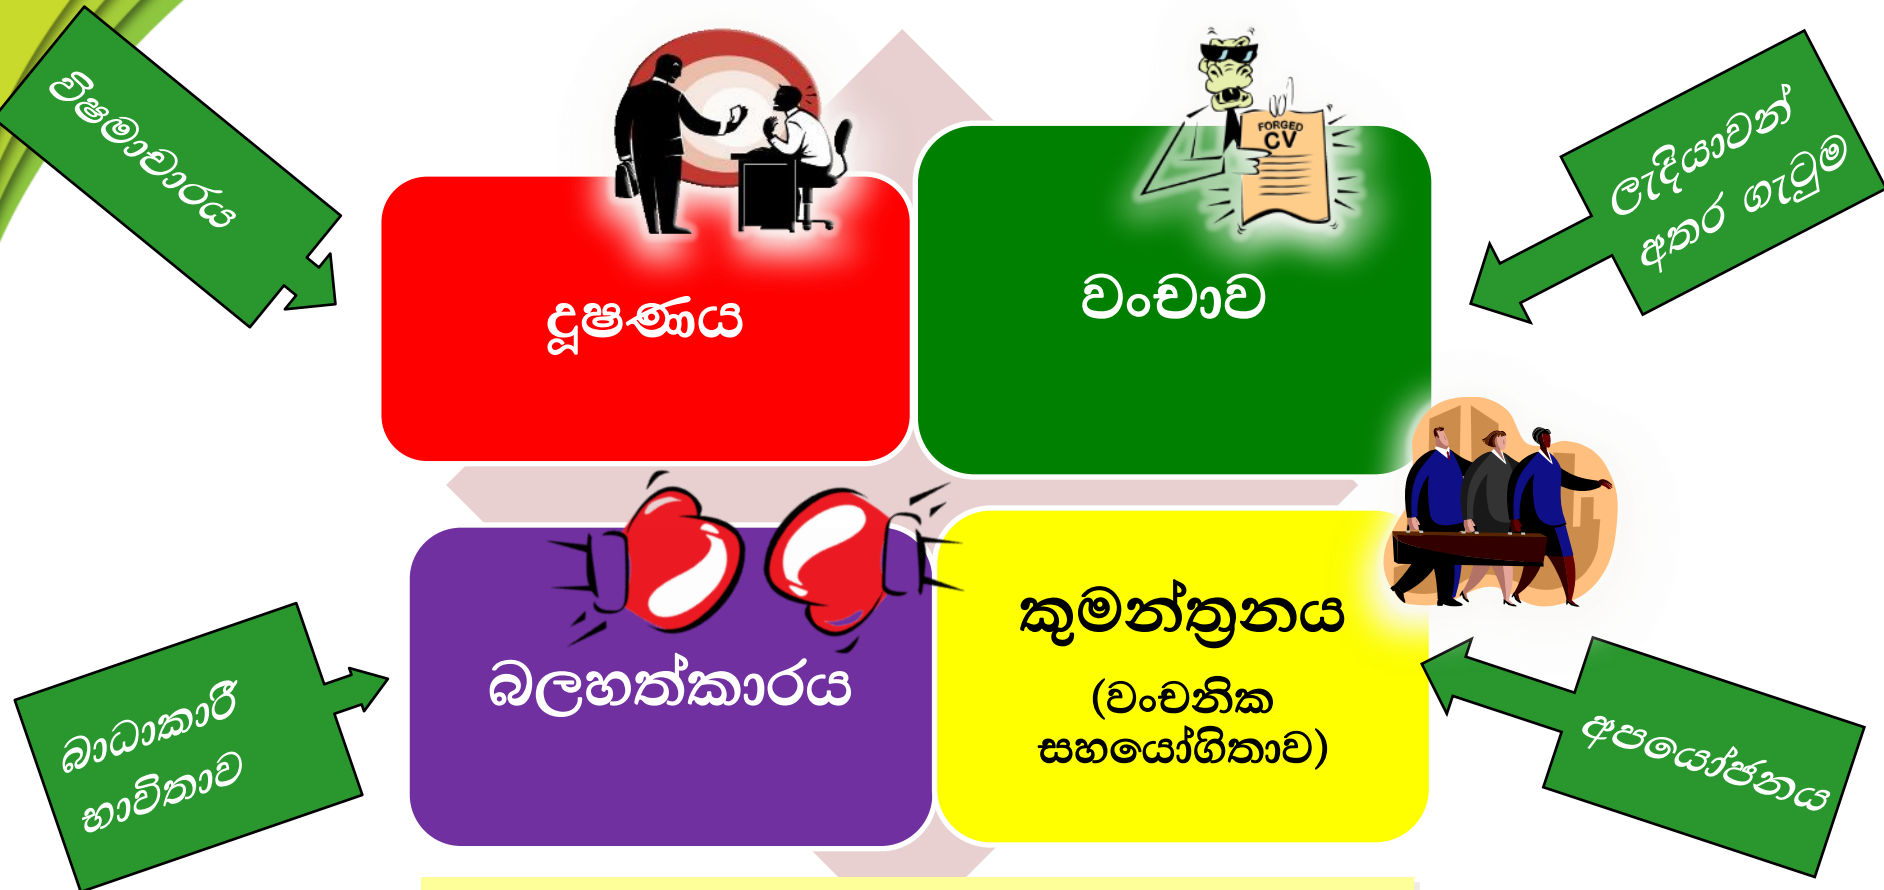 විෂමාචාරය
ලැදියාවන්
අතර ගැටුම
FORGED
CV
දූෂණය
වංචාව
බලහත්කාරය
කුමන්ත්‍රනය
(වංචනික
සහයෝගිතාව)
බාධාකාරී
භාවිතාව
අපයෝජනය